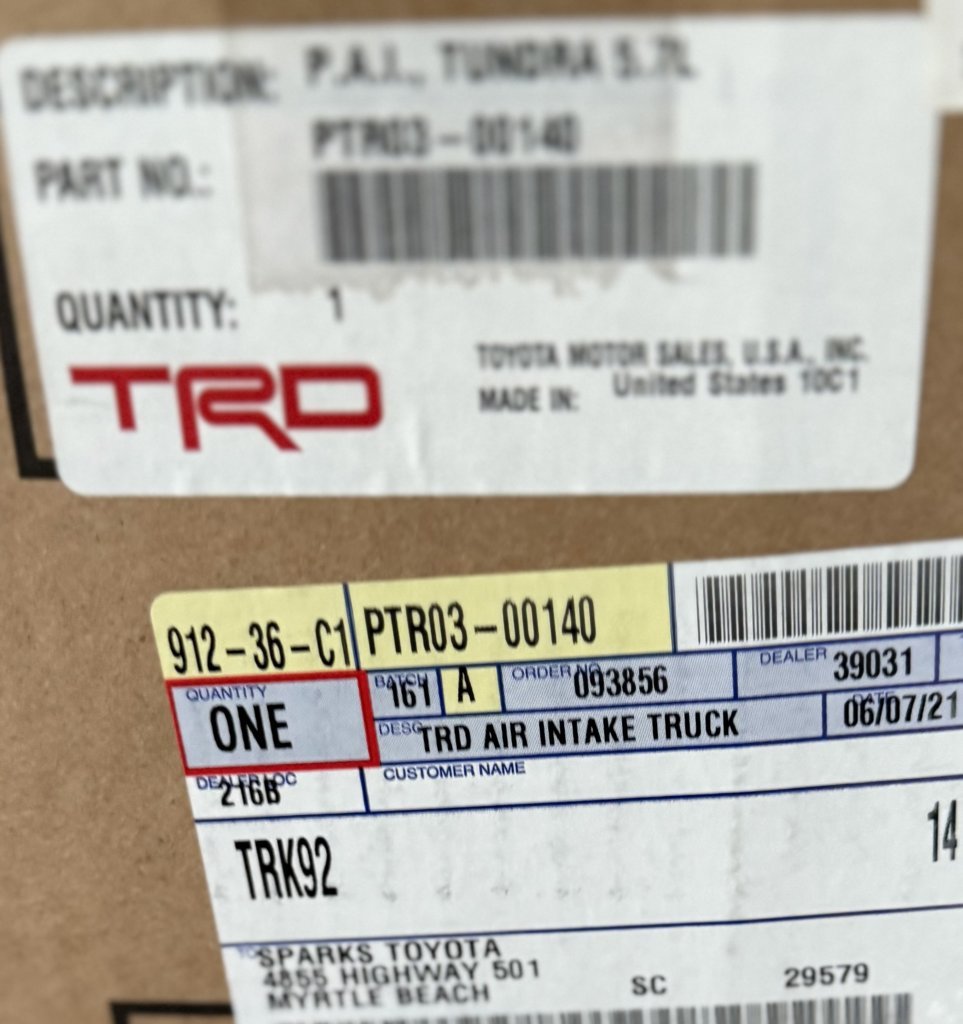 DESCRIPTION: P.A.I., TUNDRA 5.7L
PTR03-00140
PART NO.:
QUANTITY: 1
TRD
TOYOTA MOTOR SALES, U.S.A., INC.
MADE IN: United States 10C1
912-36-C1 PTR03-00140
QUANTITY ONE
BATCH 161 A
ORDER NO 093856
DEALER 39031
DESC TRD AIR INTAKE TRUCK
DATE 06/07/21
DEALER LOC 216B
CUSTOMER NAME
TRK92
14
TO SPARKS TOYOTA
4855 HIGHWAY 501
MYRTLE BEACH SC 29579